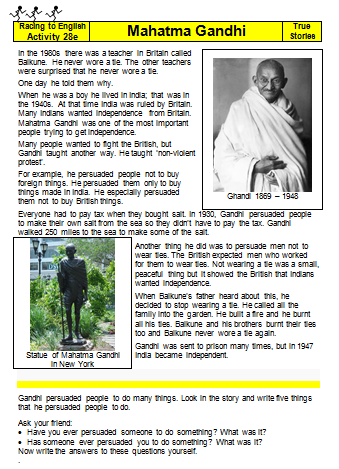 Racing to English
Activity 28e
Mahatma Gandhi
True
Stories
In the 1980s there was a teacher in Britain called
Balkune. He never wore a tie. The other teachers
were surprised that he never wore a tie.
One day he told them why.
When he was a boy he lived in India; that was in
the 1940s. At that time India was ruled by Britain.
Many Indians wanted independence from Britain.
Mahatma Gandhi was one of the most important
people trying to get independence.
Many people wanted to fight the British, but
Gandhi taught another way. He taught 'non-violent
protest'.
For example, he persuaded people not to buy
foreign things. He persuaded them only to buy
things made in India. He especially persuaded
them not to buy British things.
Ghandi 1869 – 1948
Everyone had to pay tax when they bought salt. In 1930, Gandhi persuaded people
to make their own salt from the sea so they didn't have to pay the tax. Gandhi
walked 250 miles to the sea to make some of the salt.
Another thing he did was to persuade men not to
wear ties. The British expected men who worked
for them to wear ties. Not wearing a tie was a small,
peaceful thing but it showed the British that Indians
wanted independence.
When Balkune's father heard about this, he
decided to stop wearing a tie. He called all the
family into the garden. He built a fire and he burnt
all his ties. Balkune and his brothers burnt their ties
too and Balkune never wore a tie again.
Gandhi was sent to prison many times, but in 1947
India became independent.
Statue of Mahatma Gandhi
in New York
Gandhi persuaded people to do many things. Look in the story and write five things
that he persuaded people to do.
Ask your friend:
• Have you ever persuaded someone to do something? What was it?
• Has someone ever persuaded you to do something? What was it?
Now write the answers to these questions yourself.